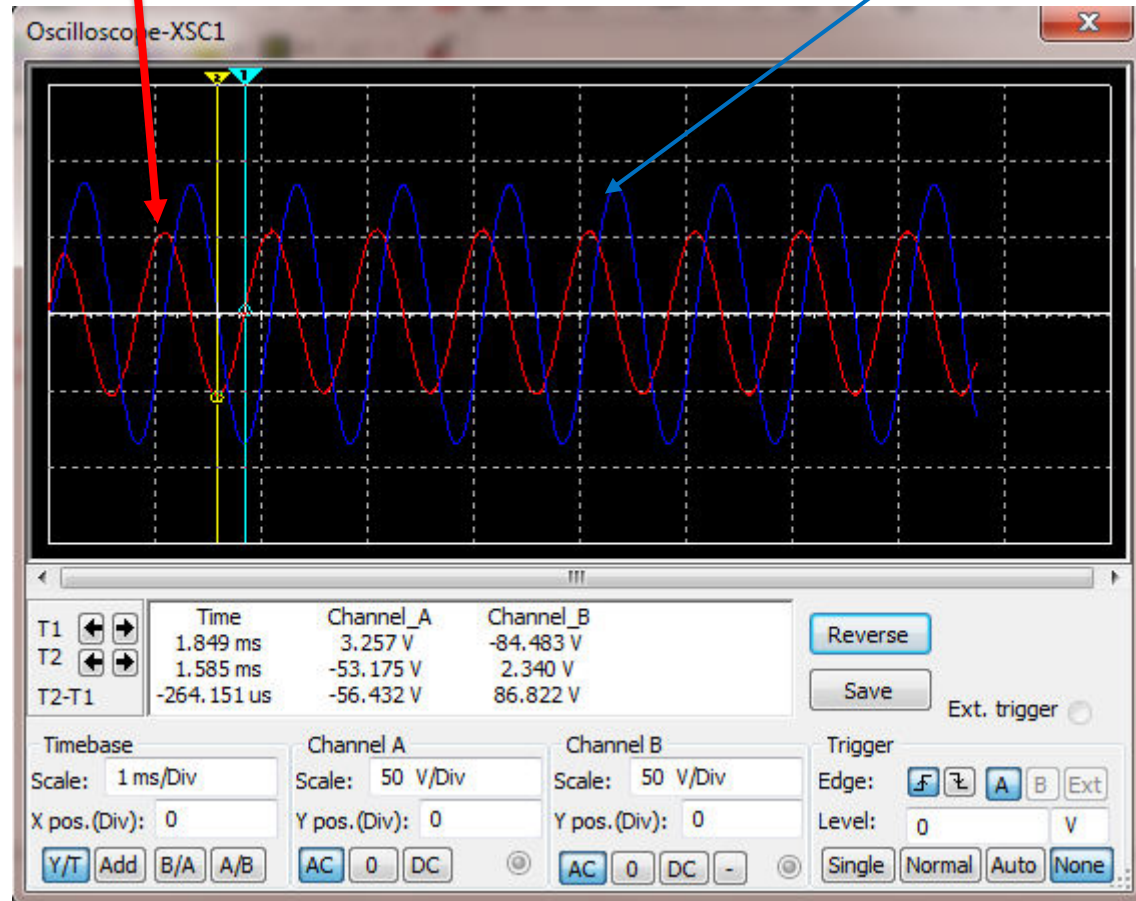 Oscilloscope-XSC1
x
2 1
T1 Time Channel_A Channel_B
1.849 ms 3.257 V -84.483 V
T2 1.585 ms -53.175 V 2.340 V
T2-T1 -264.151 us -56.432 V 86.822 V
Reverse
Save
Ext. trigger
Timebase Channel A Channel B Trigger
Scale: 1 ms/Div Scale: 50 V/Div Scale: 50 V/Div Edge: A B Ext
X pos.(Div): 0 Y pos.(Div): 0 Y pos.(Div): 0 Level: 0 V
Y/T Add B/A A/B AC 0 DC AC 0 DC - Single Normal Auto None